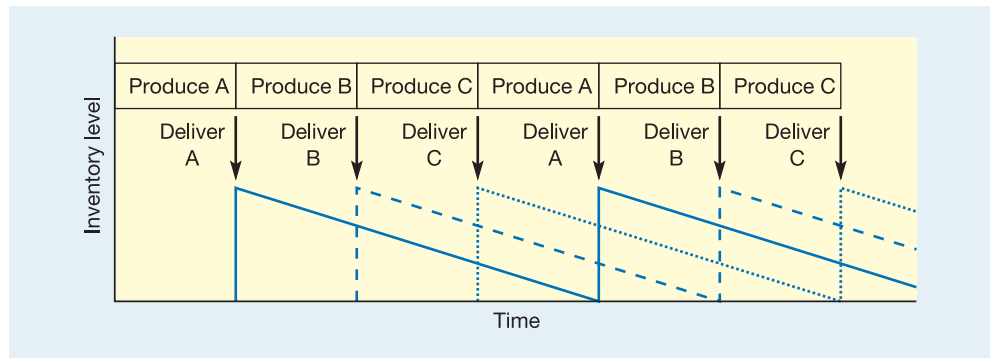 Produce A
Produce B
Produce C
Produce A
Produce B
Produce C
Deliver
A
Deliver
B
Deliver
C
Deliver
A
Deliver
B
Deliver
C
Inventory level
Time